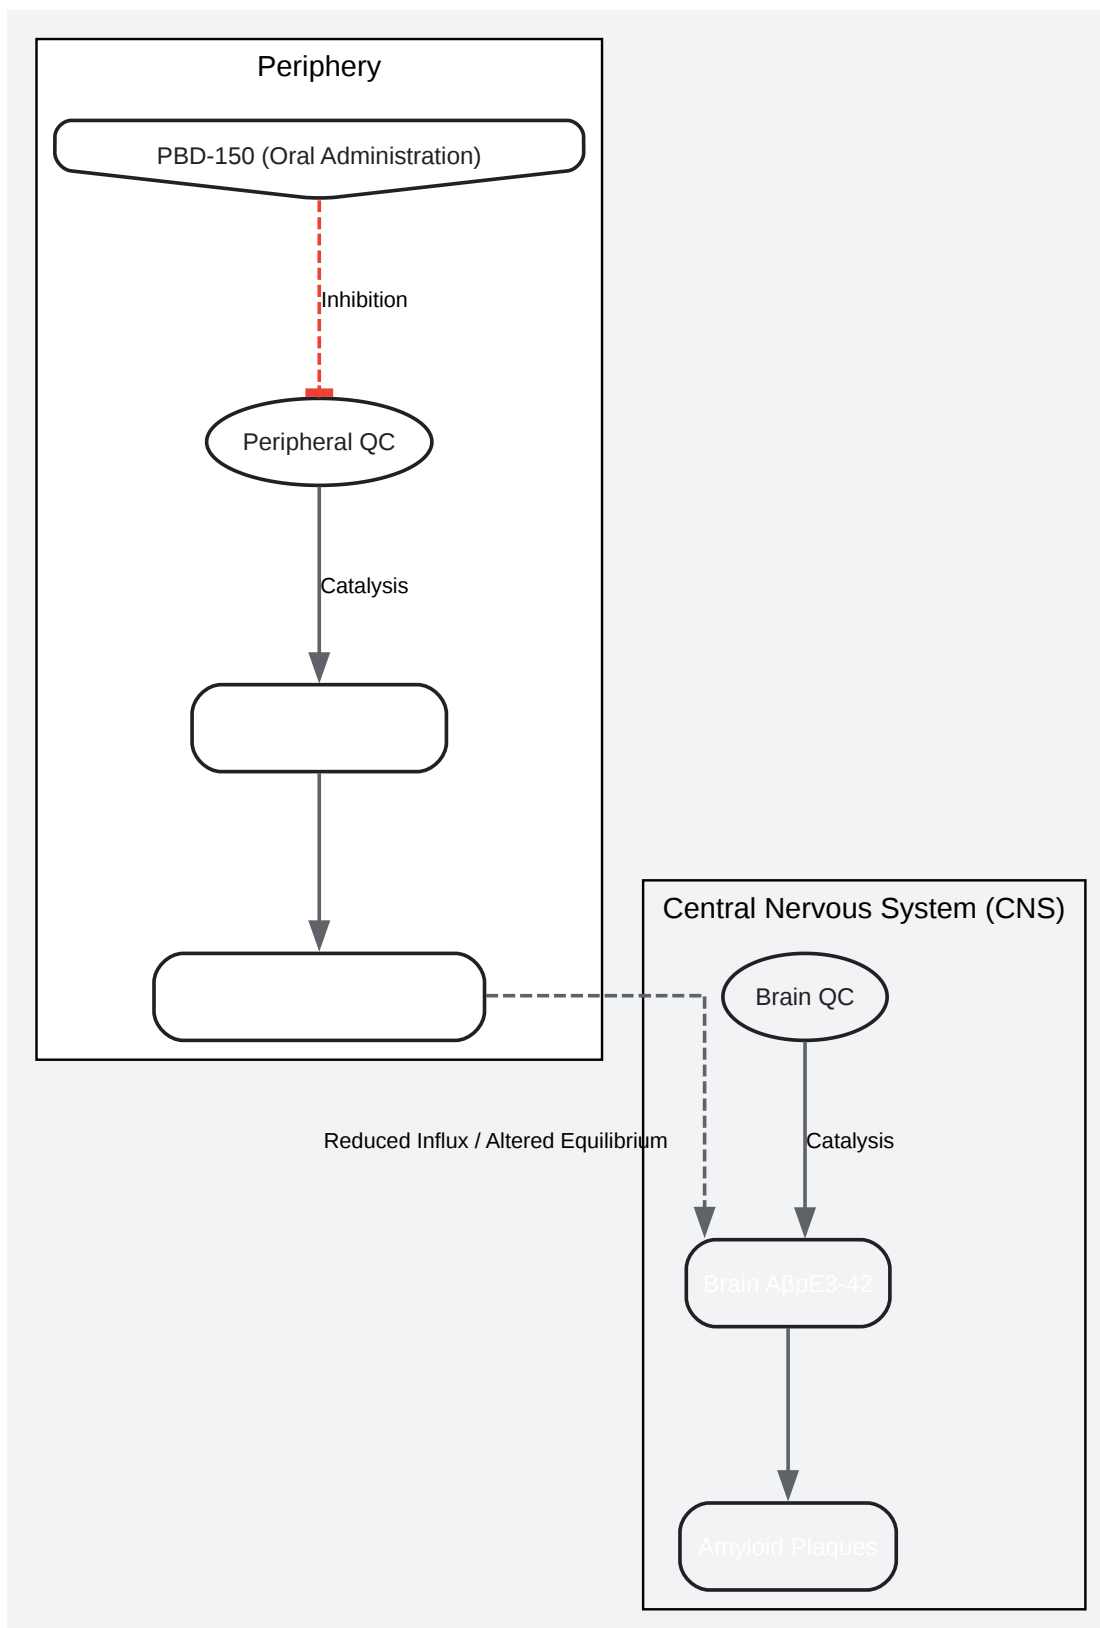 Periphery
PBD-150 (Oral Administration)
Inhibition
Peripheral QC
Catalysis
Central Nervous System (CNS)
Brain QC
Reduced Influx / Altered Equilibrium
Catalysis
Brain AβpE3-42
Amyloid Plaques